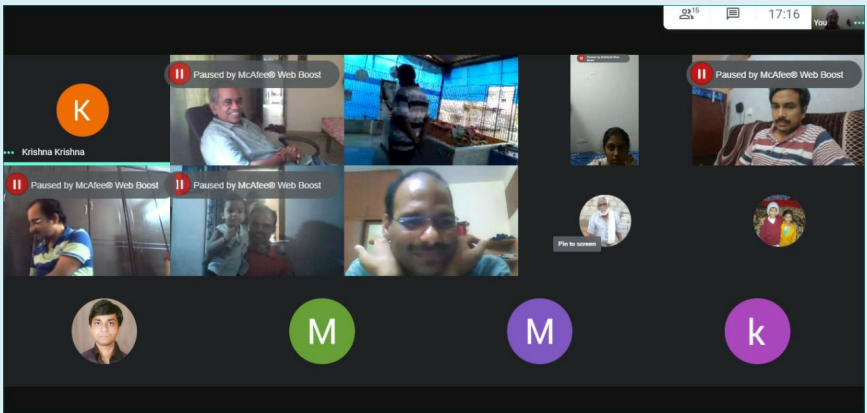 16
17:16
You
Paused by McAfee® Web Boost
Paused by McAfee® Web Boost
K
Krishna Krishna
Paused by McAfee® Web Boost
Paused by McAfee® Web Boost
Pin to screen
M
M
k